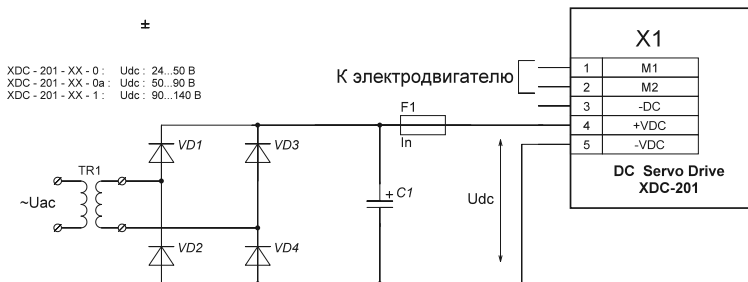 ±
XDC - 201 - XX - 0 : Udc : 24...50 В
XDC - 201 - XX - 0a : Udc : 50...90 В
XDC - 201 - XX - 1 : Udc : 90...140 В
X1
К электродвигателю
1 M1
2 M2
3 -DC
4 +VDC
5 -VDC
DC Servo Drive
XDC-201
F1
In
VD1
VD3
TR1
~Uac
+ C1
Udc
VD2
VD4